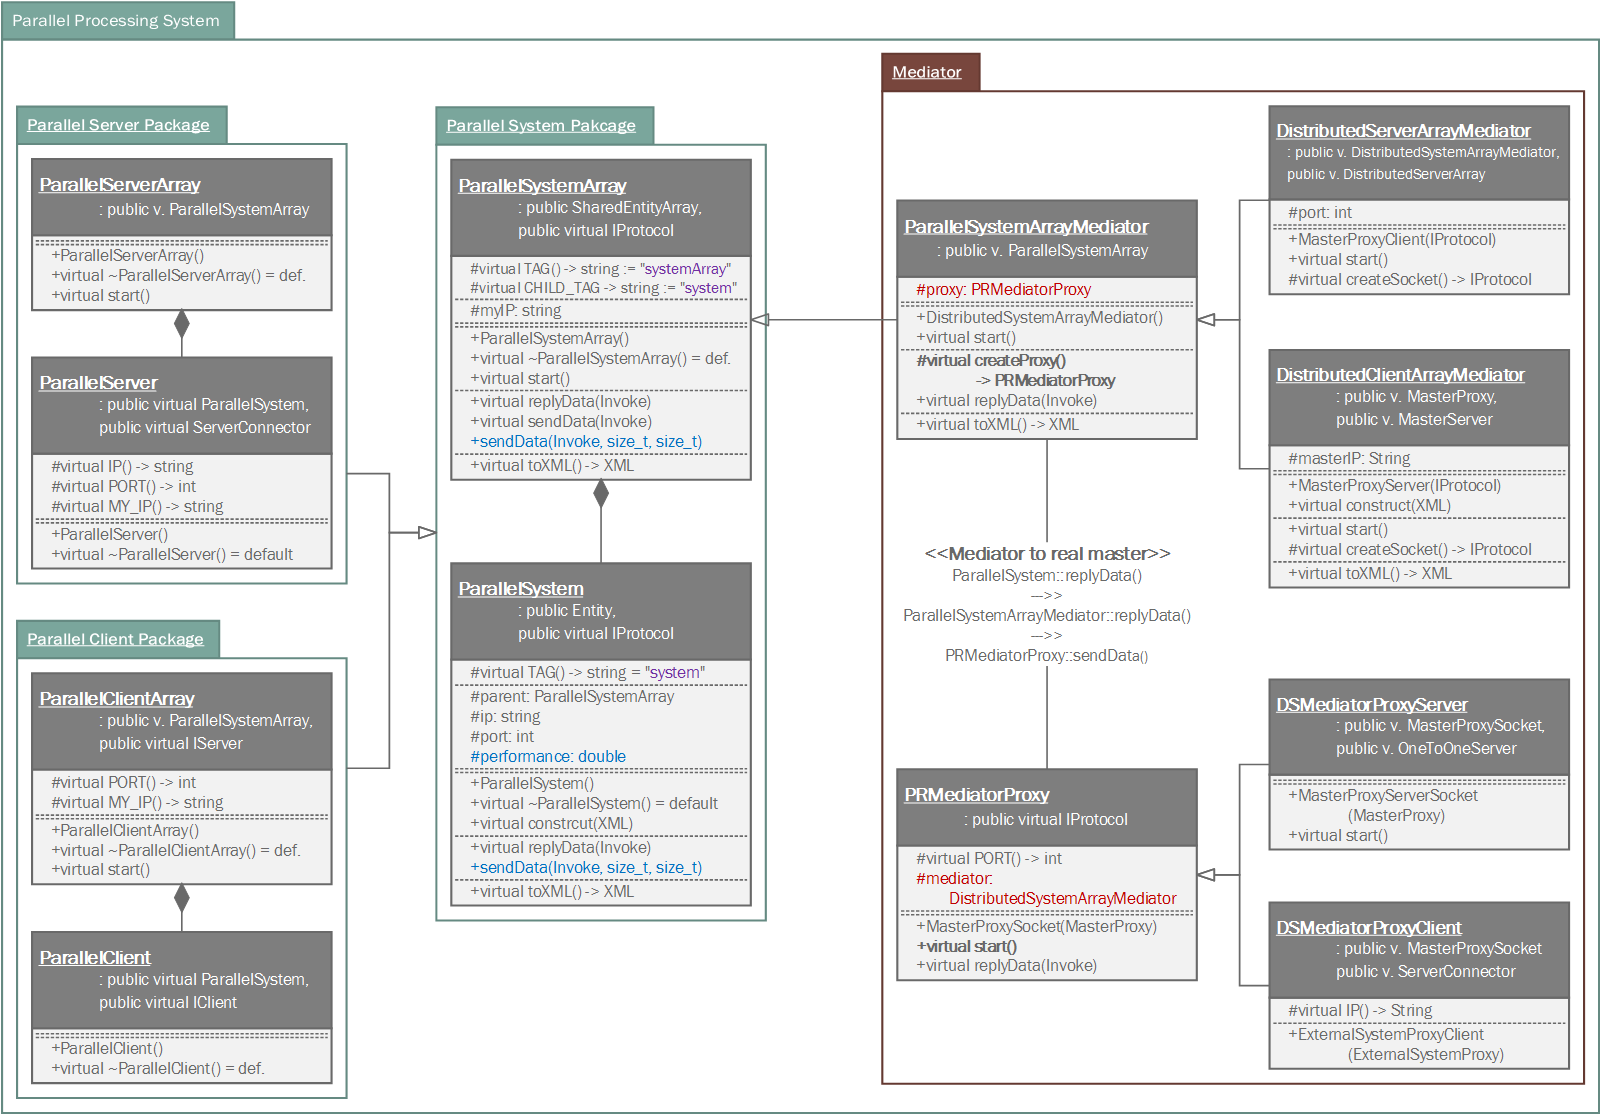 Parallel Processing System
Parallel Server Package
ParallelServerArray
: public v. ParallelSystemArray
+ParallelServerArray()
+virtual ~ParallelServerArray() = def.
+virtual start()
ParallelServer
: public virtual ParallelSystem,
public virtual ServerConnector
#virtual IP() -> string
#virtual PORT() -> int
#virtual MY_IP() -> string
+ParallelServer()
+virtual ~ParallelServer() = default
Parallel Client Package
ParallelClientArray
: public v. ParallelSystemArray,
public virtual IServer
#virtual PORT() -> int
#virtual MY_IP() -> string
+ParallelClientArray()
+virtual ~ParallelClientArray() = def.
+virtual start()
ParallelClient
: public virtual ParallelSystem,
public virtual IClient
+ParallelClient()
+virtual ~ParallelClient() = def.
Parallel System Pakcage
ParallelSystemArray
: public SharedEntityArray,
public virtual IProtocol
#virtual TAG() -> string := "systemArray"
#virtual CHILD_TAG -> string := "system"
#myIP: string
+ParallelSystemArray()
+virtual ~ParallelSystemArray() = def.
+virtual start()
+virtual replyData(Invoke)
+virtual sendData(Invoke)
+sendData(Invoke, size_t, size_t)
+virtual toXML() -> XML
ParallelSystem
: public Entity,
public virtual IProtocol
#virtual TAG() -> string = "system"
#parent: ParallelSystemArray
#ip: string
#port: int
#performance: double
+ParallelSystem()
+virtual ~ParallelSystem() = default
+virtual constrcut(XML)
+virtual replyData(Invoke)
+sendData(Invoke, size_t, size_t)
+virtual toXML() -> XML
Mediator
ParallelSystemArrayMediator
: public v. ParallelSystemArray
#proxy: PRMediatorProxy
+DistributedSystemArrayMediator()
+virtual start()
#virtual createProxy()
-> PRMediatorProxy
+virtual replyData(Invoke)
+virtual toXML() -> XML
<<Mediator to real master>>
ParallelSystem::replyData()
—>>
ParallelSystemArrayMediator::replyData()
—>>
PRMediatorProxy::sendData()
PRMediatorProxy
: public virtual IProtocol
#virtual PORT() -> int
#mediator:
DistributedSystemArrayMediator
+MasterProxySocket(MasterProxy)
+virtual start()
+virtual replyData(Invoke)
DistributedServerArrayMediator
: public v. DistributedSystemArrayMediator,
public v. DistributedServerArray
#port: int
+MasterProxyClient(IProtocol)
+virtual start()
#virtual createSocket() -> IProtocol
DistributedClientArrayMediator
: public v. MasterProxy,
public v. MasterServer
#masterIP: String
+MasterProxyServer(IProtocol)
+virtual construct(XML)
+virtual start()
#virtual createSocket() -> IProtocol
+virtual toXML() -> XML
DSMediatorProxyServer
: public v. MasterProxySocket,
public v. OneToOneServer
+MasterProxyServerSocket
(MasterProxy)
+virtual start()
DSMediatorProxyClient
: public v. MasterProxySocket
public v. ServerConnector
#virtual IP() -> String
+ExternalSystemProxyClient
(ExternalSystemProxy)